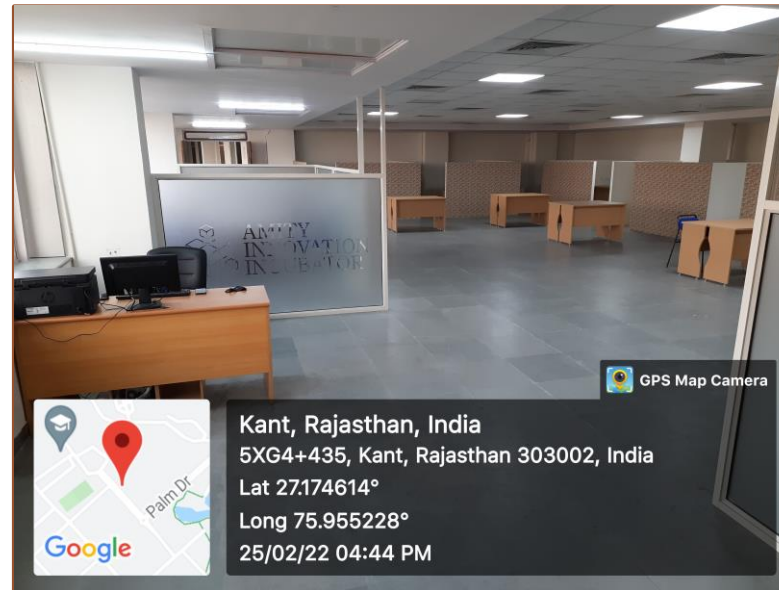 AMITY
INNOVATION
INCUBATOR
GPS Map Camera
Kant, Rajasthan, India
5XG4+435, Kant, Rajasthan 303002, India
Lat 27.174614°
Long 75.955228°
25/02/22 04:44 PM
Palm Dr
Google
hp